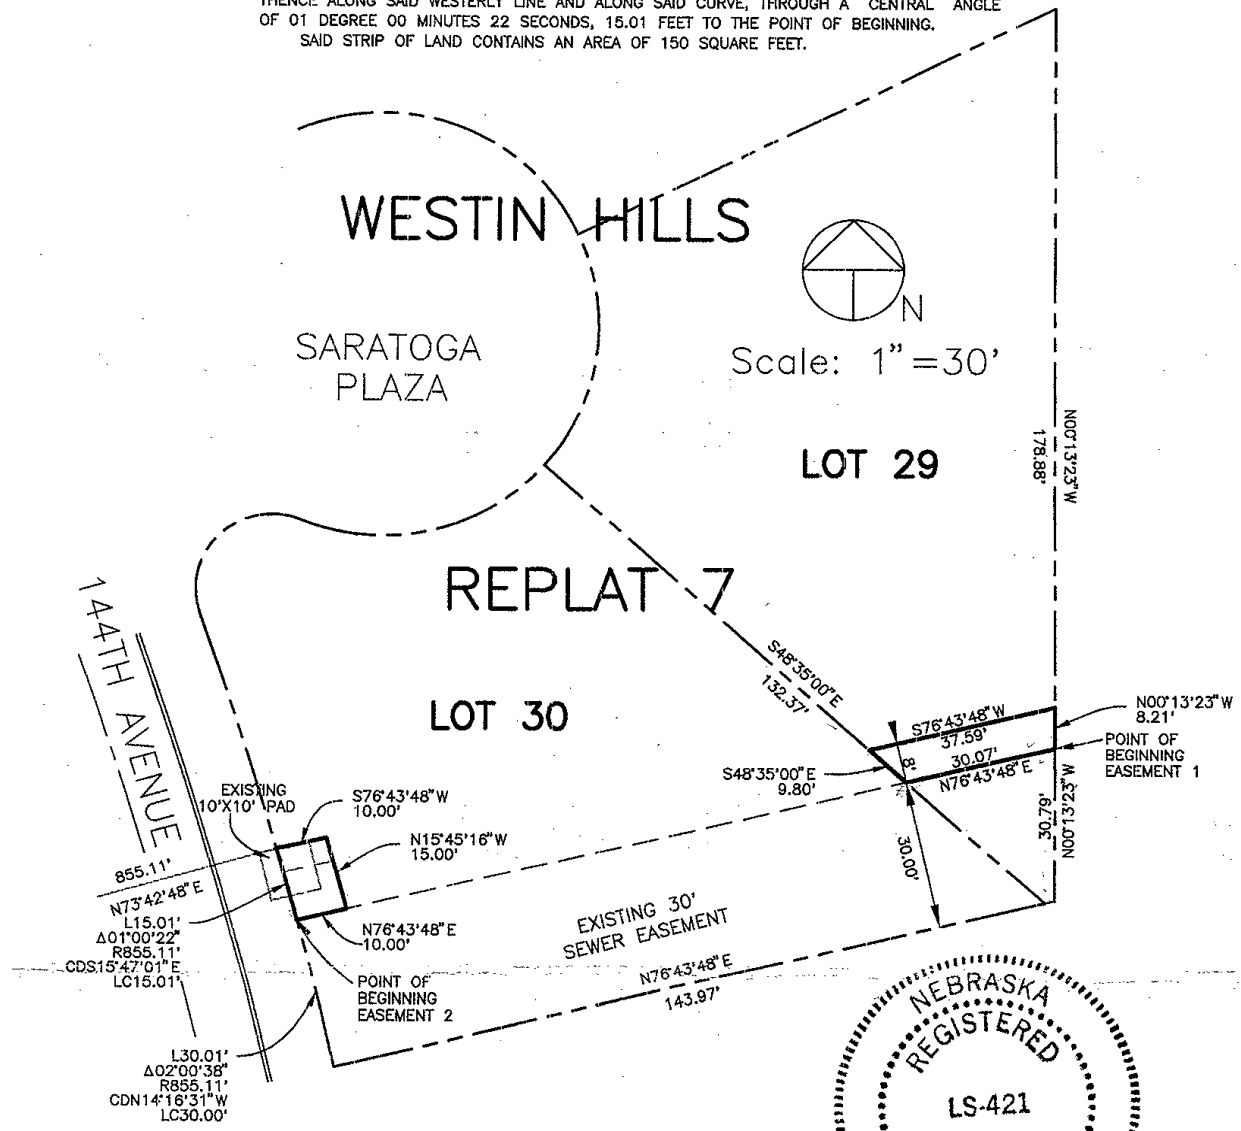 THENCE ALONG SAID WESTERLY LINE AND ALONG SAID CURVE, THROUGH A CENTRAL ANGLE
OF 01 DEGREE 00 MINUTES 22 SECONDS, 15.01 FEET TO THE POINT OF BEGINNING.
SAID STRIP OF LAND CONTAINS AN AREA OF 150 SQUARE FEET.
WESTIN HILLS
N
SARATOGA
PLAZA
Scale: 1"=30'
LOT 29
N00°13'23"W
178.88'
REPLAT 7
144TH AVENUE
S48°35'00"E
132.37'
LOT 30
N00°13'23"W
8.21'
S76°43'48"W
37.59'
POINT OF
BEGINNING
EASEMENT 1
8'
30.07'
N76°43'48"E
S48°35'00"E
9.80'
30.79'
N00°13'23"W
EXISTING
10'X10' PAD
S76°43'48"W
10.00'
N15°45'16"W
15.00'
30.00'
855.11'
N73°42'48"E
L15.01'
Δ01°00'22"
R855.11'
CDS15°47'01"E
LC15.01'
N76°43'48"E
10.00'
EXISTING 30'
SEWER EASEMENT
POINT OF
BEGINNING
EASEMENT 2
N76°43'48"E
143.97'
L30.01'
Δ02°00'38"
R855.11'
CDN14°16'31"W
LC30.00'
NEBRASKA
REGISTERED
LS-421